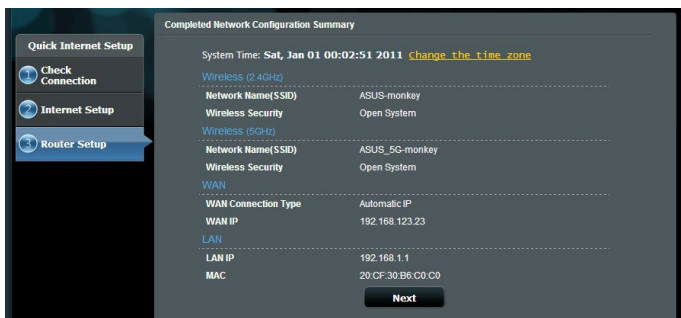 Completed Network Configuration Summary
Quick Internet Setup
1 Check Connection
2 Internet Setup
3 Router Setup
System Time: Sat, Jan 01 00:02:51 2011 Change the time zone
Wireless (2.4GHz)
Network Name(SSID) ASUS-monkey
Wireless Security Open System
Wireless (5GHz)
Network Name(SSID) ASUS_5G-monkey
Wireless Security Open System
WAN
WAN Connection Type Automatic IP
WAN IP 192.168.123.23
LAN
LAN IP 192.168.1.1
MAC 20:CF:30:B6:C0:C0
Next